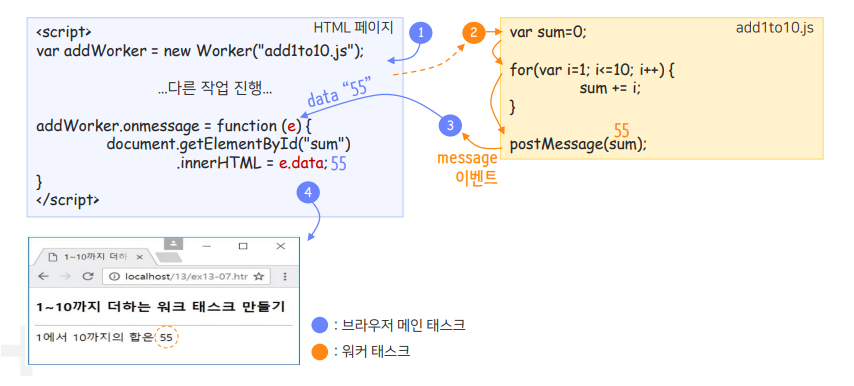 HTML 페이지
<script>
var addWorker = new Worker("add1to10.js");
...다른 작업 진행...
addWorker.onmessage = function (e) {
document.getElementById("sum")
.innerHTML = e.data; 55
}
</script>
1
2
data "55"
3
message
이벤트
add1to10.js
var sum=0;
for(var i=1; i<=10; i++) {
sum += i;
}
55
postMessage(sum);
4
1~10까지 더하
localhost/13/ex13-07.htr
1~10까지 더하는 워크 태스크 만들기
1에서 10까지의 합은 55
: 브라우저 메인 태스크
: 워커 태스크